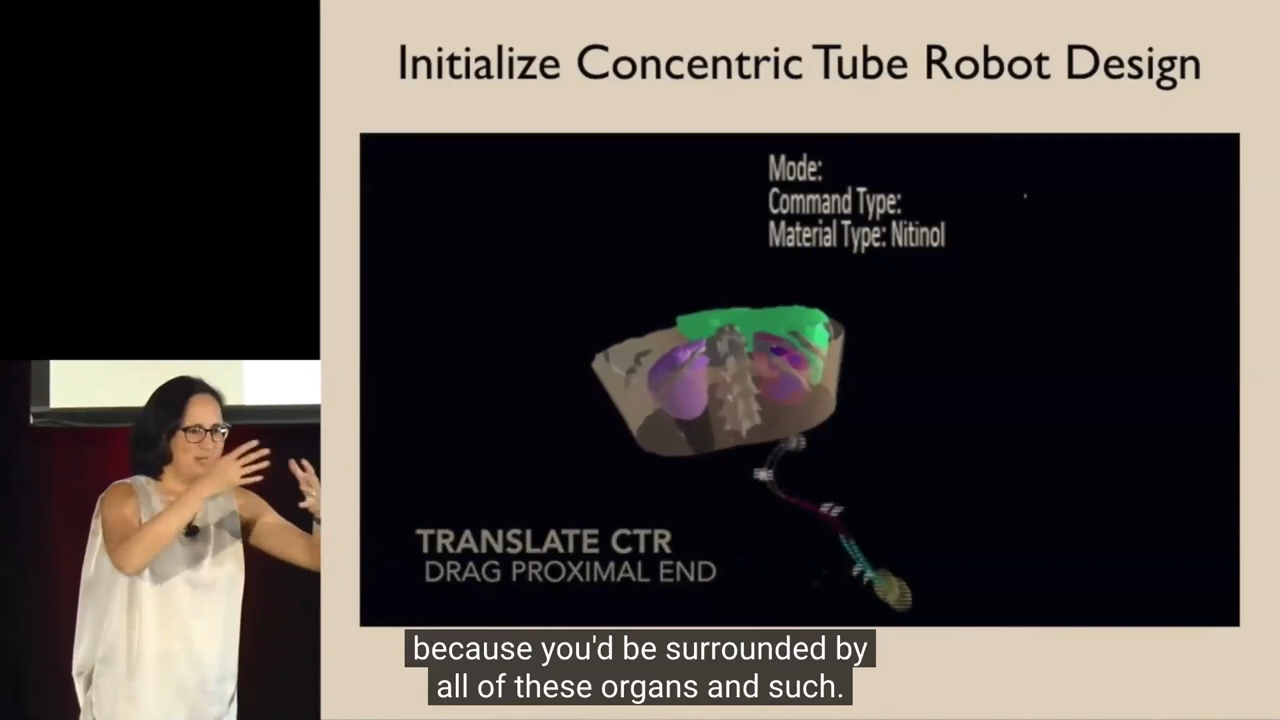 Initialize Concentric Tube Robot Design
Mode:
Command Type:
Material Type: Nitinol
TRANSLATE CTR
DRAG PROXIMAL END
because you'd be surrounded by
all of these organs and such.